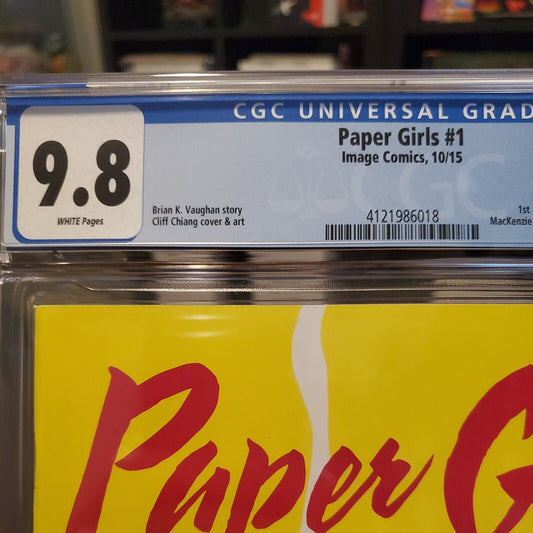 CGC UNIVERSAL GRAD
9.8
WHITE Pages
Paper Girls #1
Image Comics, 10/15
Brian K. Vaughan story
Cliff Chiang cover & art
1st
MacKenzie
4121986018
CGC
Paper G